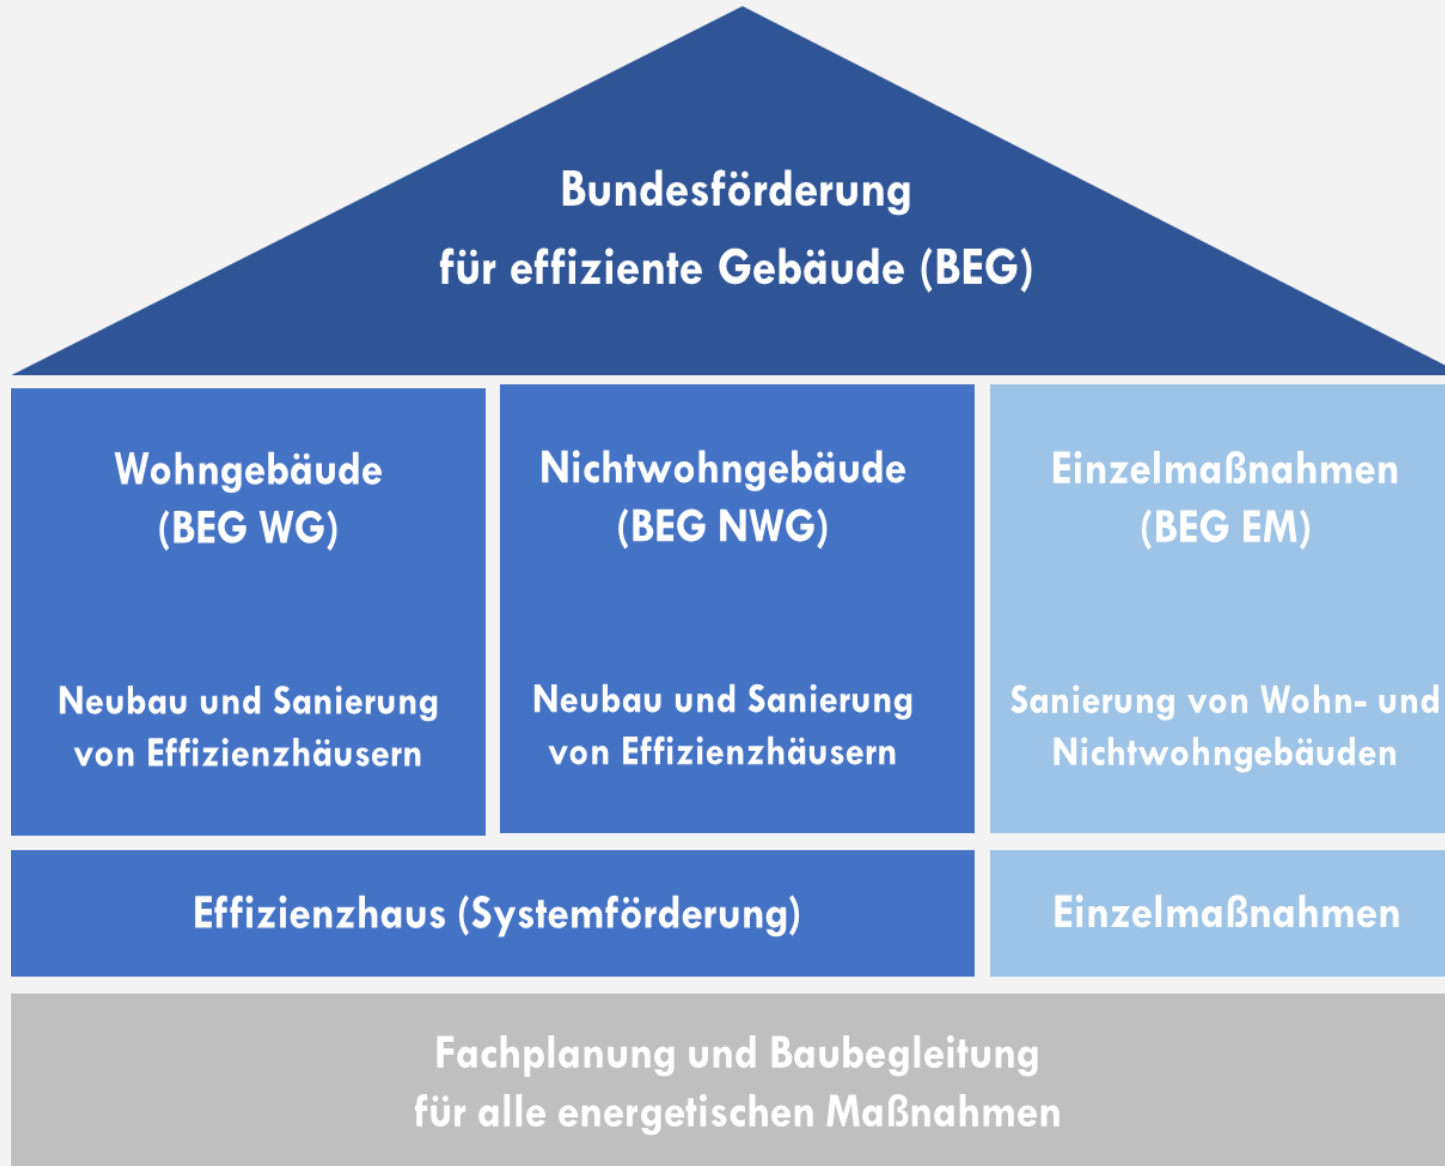 Bundesförderung
für effiziente Gebäude (BEG)
Wohngebäude
(BEG WG)
Neubau und Sanierung
von Effizienzhäusern
Nichtwohngebäude
(BEG NWG)
Neubau und Sanierung
von Effizienzhäusern
Einzelmaßnahmen
(BEG EM)
Sanierung von Wohn- und
Nichtwohngebäuden
Effizienzhaus (Systemförderung)
Einzelmaßnahmen
Fachplanung und Baubegleitung
für alle energetischen Maßnahmen